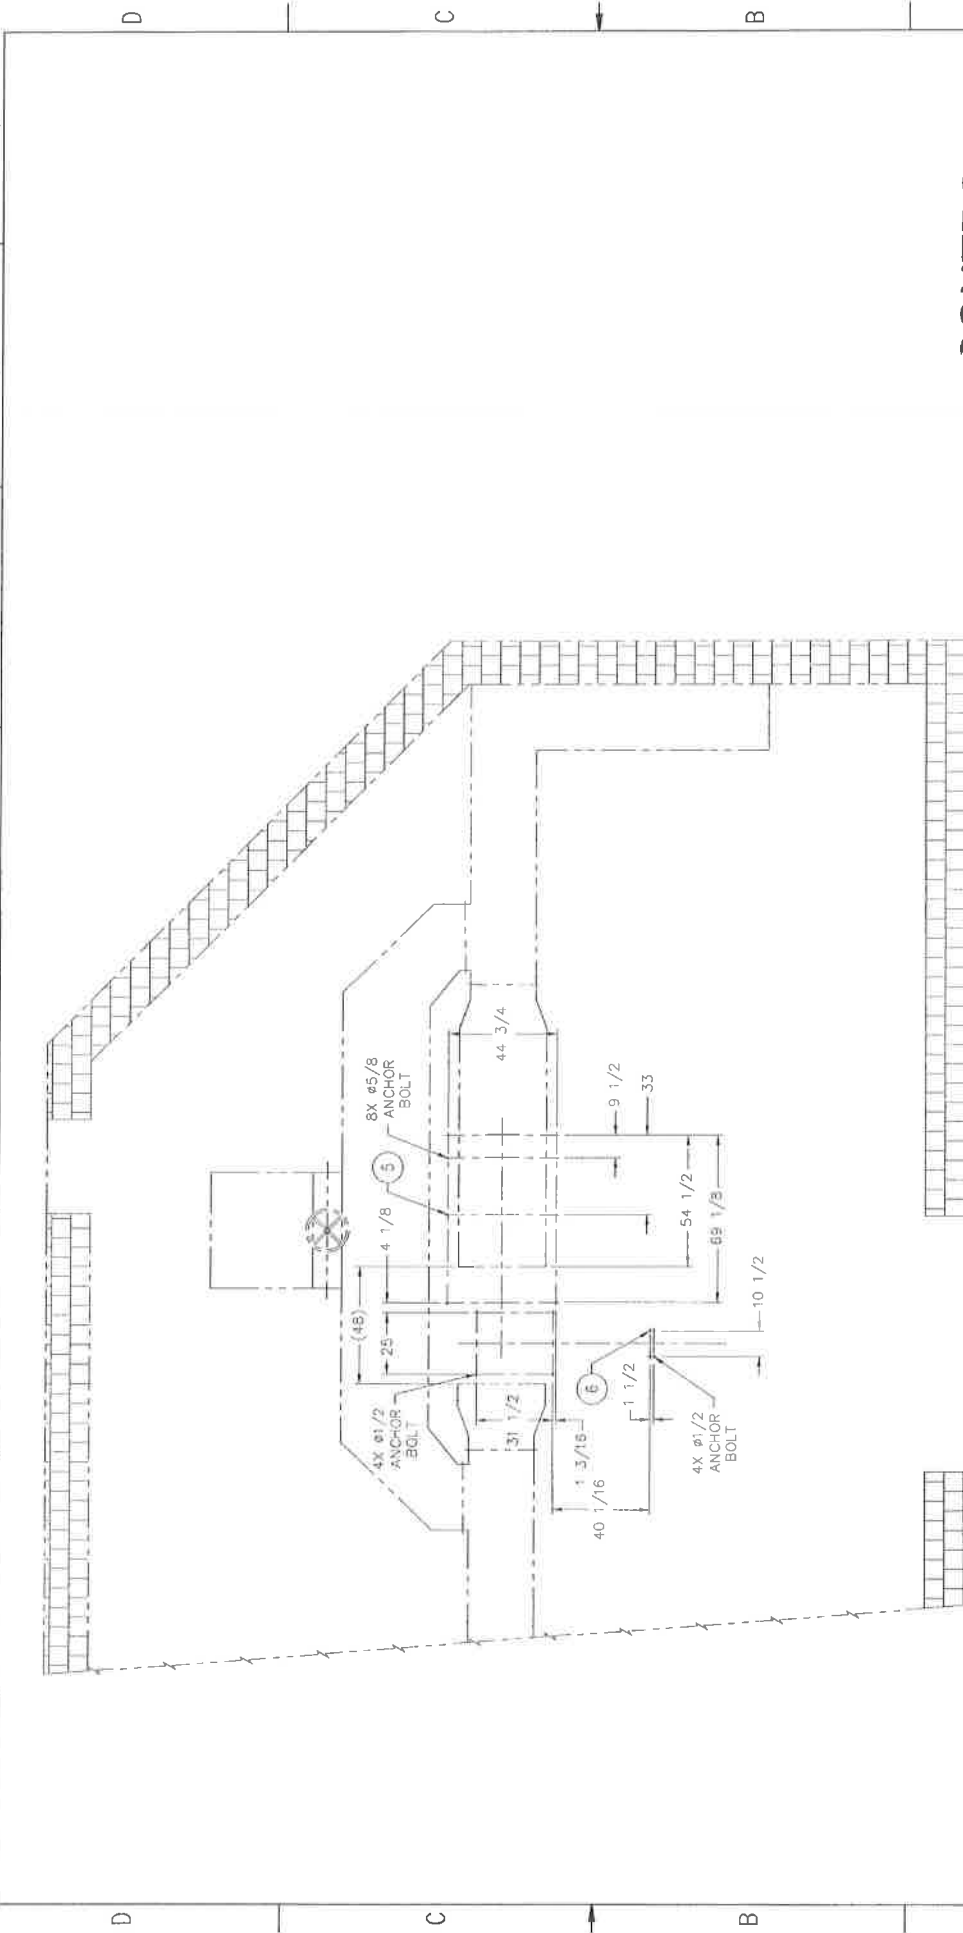 D
C
B
8X ø5/8
ANCHOR
BOLT
5
44 3/4
4 1/8
(48)
25
9 1/2
33
54 1/2
69 1/8
10 1/2
4X ø1/2
ANCHOR
BOLT
31 1/2
1 3/16
40 1/16
6
1 1/2
4X ø1/2
ANCHOR
BOLT
D
C
B